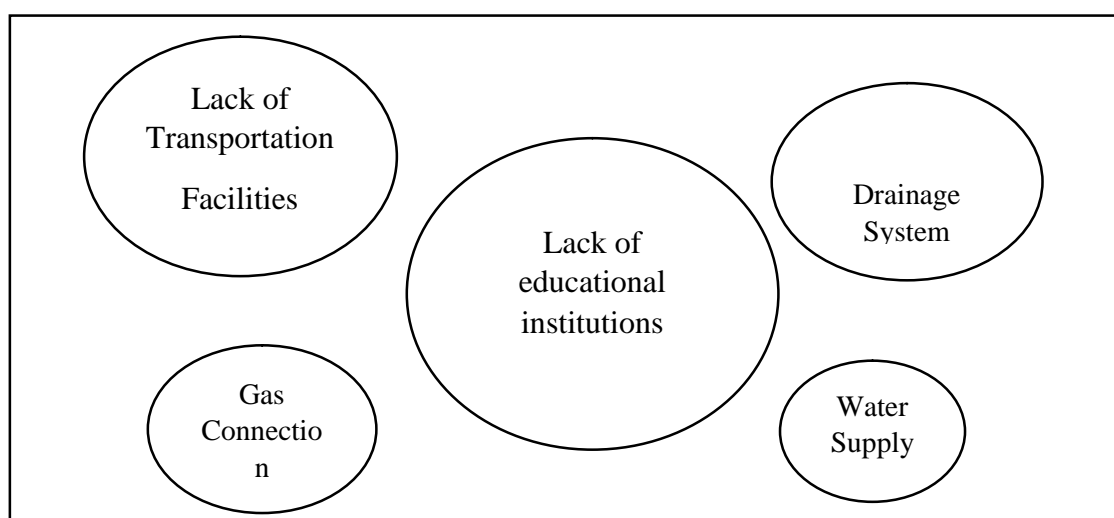 Lack of
Transportation
Facilities
Lack of
educational
institutions
Drainage
System
Gas
Connectio
n
Water
Supply